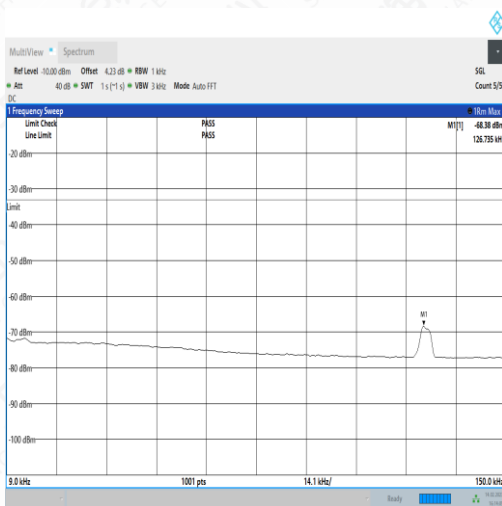 MultiView Spectrum
Ref Level -10.00 dBm Offset 4.23 dB RBW 1 kHz SGL
Att 40 dB SWT 1 s (~1 s) VBW 3 kHz Mode Auto FFT Count 5/5
DC
1 Frequency Sweep 1Rm Max
Limit Check PASS M1[1] -68.38 dBm
Line Limit PASS 126.735 kH
-20 dBm
-30 dBm
Limit
-40 dBm
-50 dBm
-60 dBm
M1
-70 dBm
-80 dBm
-90 dBm
-100 dBm
9.0 kHz 1001 pts 14.1 kHz/ 150.0 kHz
Ready